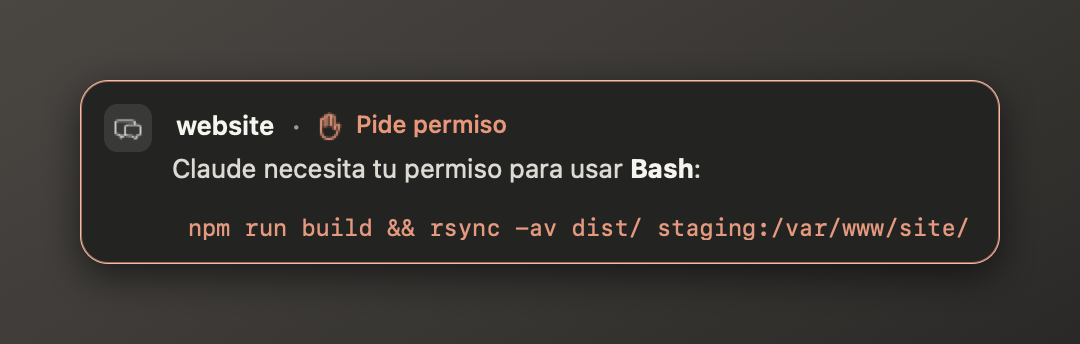 website · Pide permiso
Claude necesita tu permiso para usar Bash:
npm run build && rsync -av dist/ staging:/var/www/site/